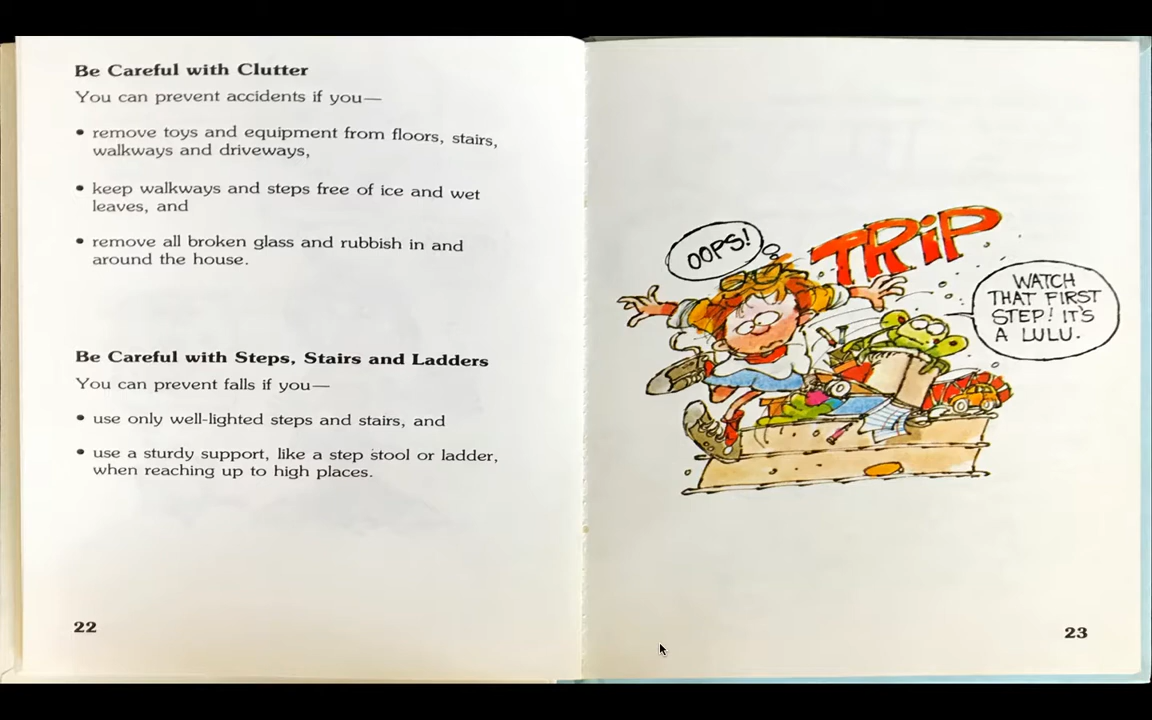 Be Careful with Clutter
You can prevent accidents if you—
• remove toys and equipment from floors, stairs,
walkways and driveways,
• keep walkways and steps free of ice and wet
leaves, and
• remove all broken glass and rubbish in and
around the house.
Be Careful with Steps, Stairs and Ladders
You can prevent falls if you—
• use only well-lighted steps and stairs, and
• use a sturdy support, like a step stool or ladder,
when reaching up to high places.
22
OOPS!
TRIP
WATCH
THAT FIRST
STEP! IT'S
A LULU.
23